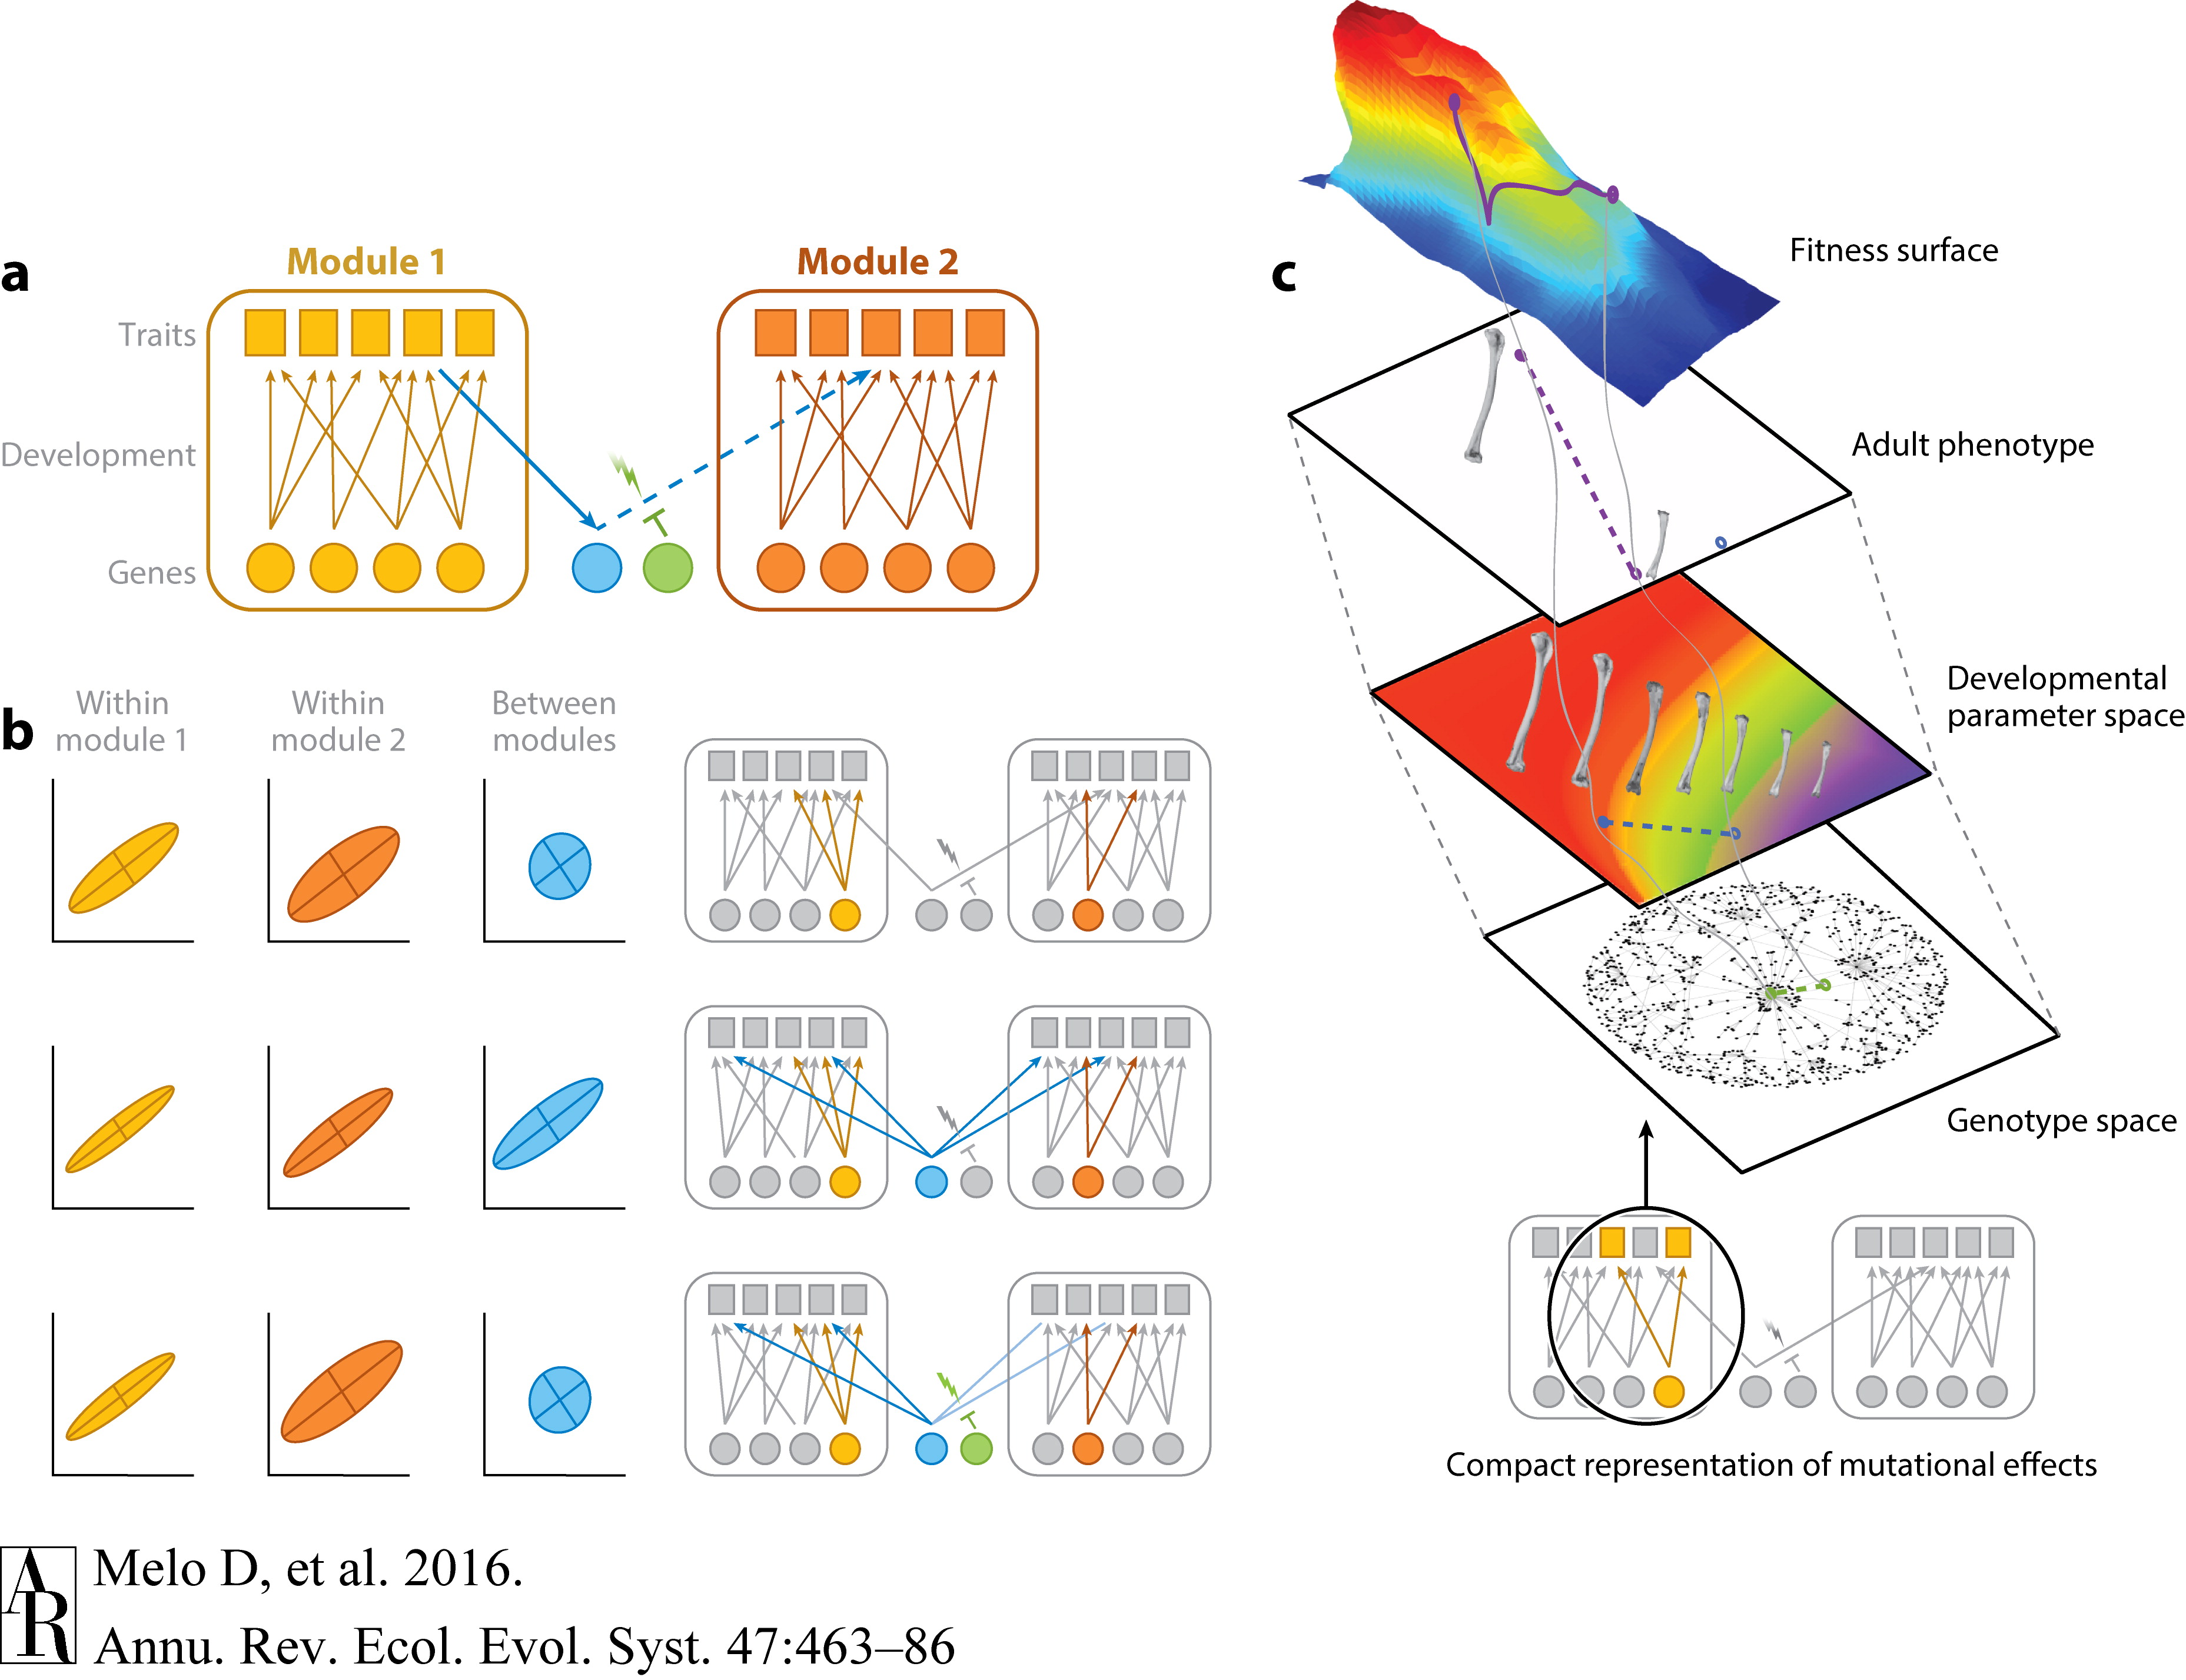 a
Module 1
Module 2
Traits
Development
Genes
b
Within
module 1
Within
module 2
Between
modules
c
Fitness surface
Adult phenotype
Developmental
parameter space
Genotype space
Compact representation of mutational effects
AR
Melo D, et al. 2016.
Annu. Rev. Ecol. Evol. Syst. 47:463–86